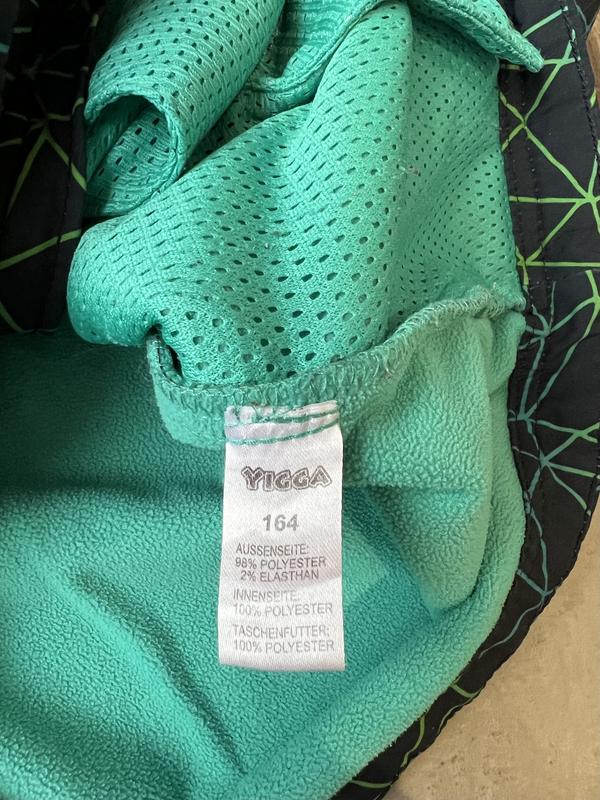 YIGGA
164
AUSSENSEITE:
98% POLYESTER
2% ELASTHAN
INNENSEITE:
100% POLYESTER
TASCHENFUTTER:
100% POLYESTER